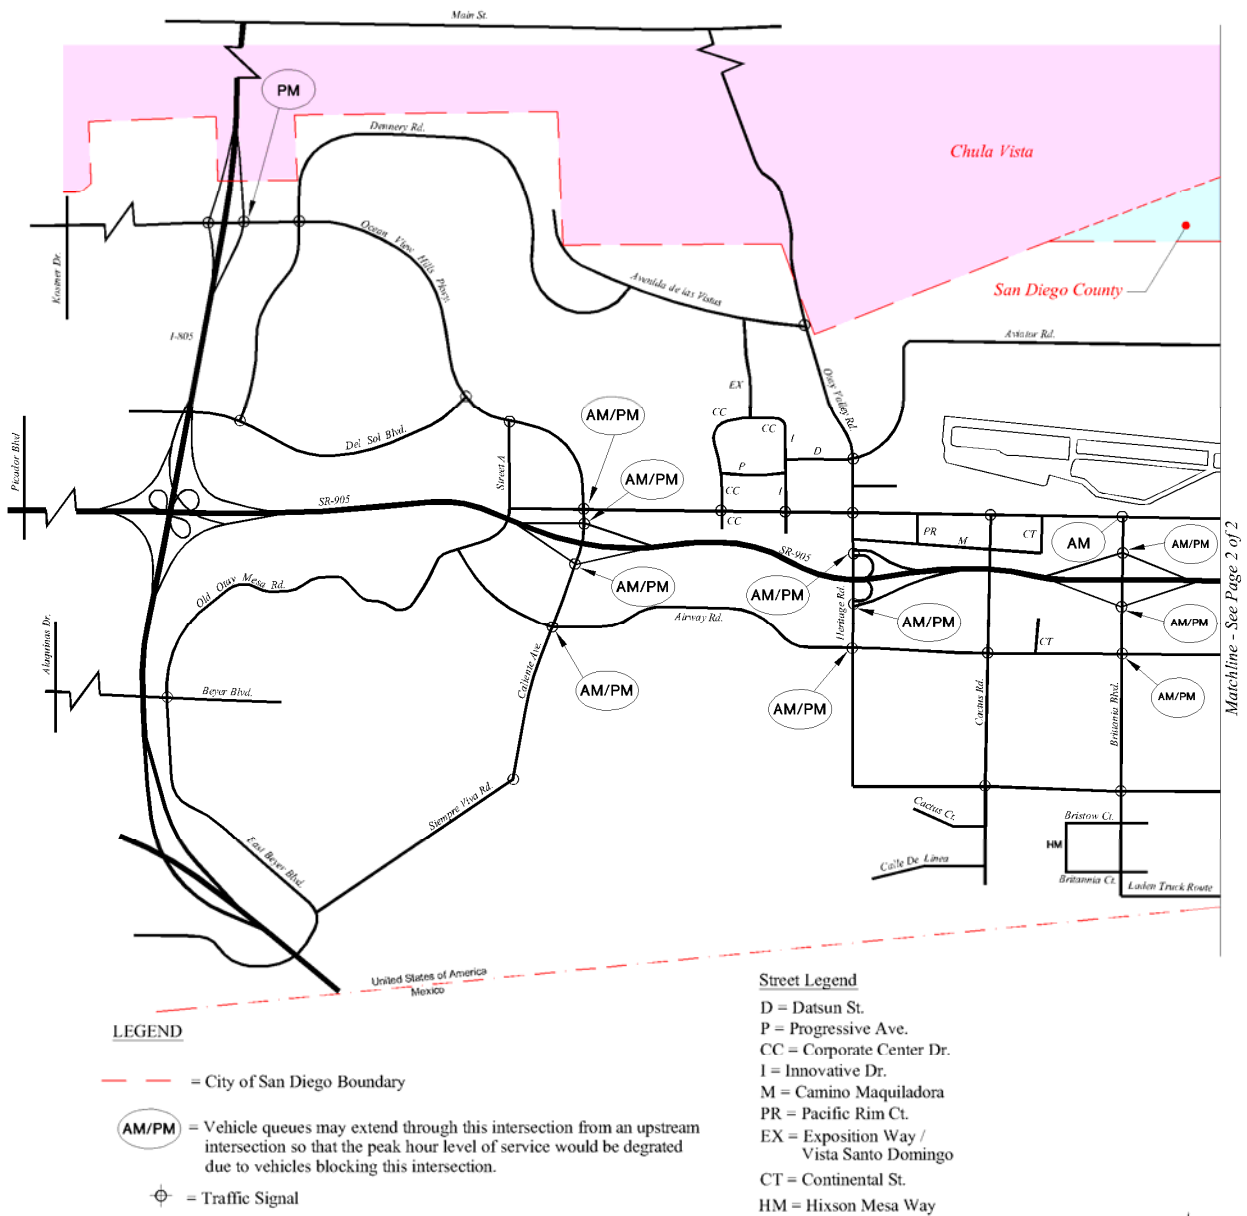 Main St.
PM
Dennery Rd.
Chula Vista
Ocean View Hills Pkwy.
Kostner Dr.
Avenida de las Vistas
San Diego County
I-805
Aviator Rd.
EX
Otay Valley Rd.
CC
CC
AM/PM
I
Del Sol Blvd.
D
Picador Blvd
Street A
P
AM/PM
CC
I
SR-905
CC
PR
M
CT
AM
AM/PM
SR-905
Old Otay Mesa Rd.
AM/PM
AM/PM
Airway Rd.
Heritage Rd.
AM/PM
AM/PM
CT
Alaquinas Dr.
Beyer Blvd.
Caliente Ave.
AM/PM
AM/PM
Cactus Rd.
Britania Blvd.
AM/PM
Matchline - See Page 2 of 2
Siempre Viva Rd.
Cactus Ct.
Bristow Ct.
HM
East Beyer Blvd.
Calle De Linea
Britannia Ct.
Laden Truck Route
United States of America
Mexico
LEGEND
= City of San Diego Boundary
AM/PM = Vehicle queues may extend through this intersection from an upstream
intersection so that the peak hour level of service would be degrated
due to vehicles blocking this intersection.
= Traffic Signal
Street Legend
D = Datsun St.
P = Progressive Ave.
CC = Corporate Center Dr.
I = Innovative Dr.
M = Camino Maquiladora
PR = Pacific Rim Ct.
EX = Exposition Way /
Vista Santo Domingo
CT = Continental St.
HM = Hixson Mesa Way